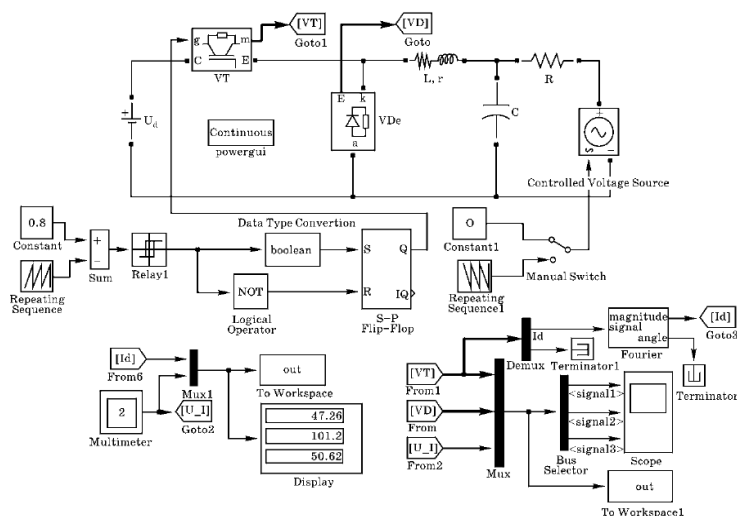 [VT]
Goto1
[VD]
Goto
g
m
C
E
VT
L, r
R
E
k
VDe
a
C
+
U_d
Continuous
powergui
+
S
–
Controlled Voltage Source
0.8
Constant
Repeating
Sequence
+
–
Sum
Relay1
Data Type Convertion
boolean
NOT
Logical
Operator
S
Q
R
!Q
S–P
Flip-Flop
0
Constant1
Repeating
Sequence1
Manual Switch
[Id]
From6
2
Multimeter
[U_I]
Goto2
Mux1
out
To Workspace
47.26
101.2
50.62
Display
[VT]
From1
[VD]
From
[U_I]
From2
Mux
Id
Demux
Terminator1
magnitude
signal
angle
Fourier
[Id]
Goto3
Terminator
<signal1>
<signal2>
<signal3>
Bus
Selector
Scope
out
To Workspace1